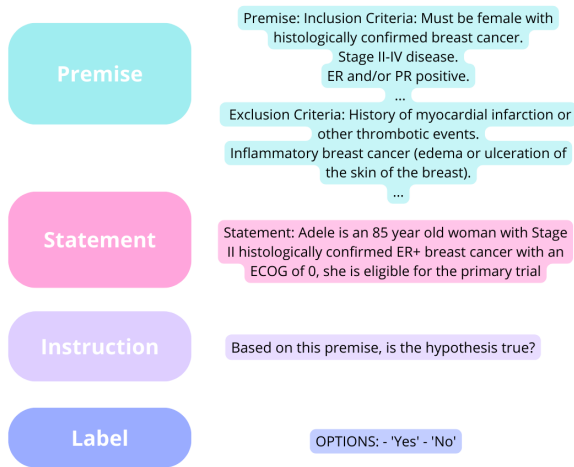 Premise
Premise: Inclusion Criteria: Must be female with
histologically confirmed breast cancer.
Stage II-IV disease.
ER and/or PR positive.
...
Exclusion Criteria: History of myocardial infarction or
other thrombotic events.
Inflammatory breast cancer (edema or ulceration of
the skin of the breast).
...
Statement
Statement: Adele is an 85 year old woman with Stage
II histologically confirmed ER+ breast cancer with an
ECOG of 0, she is eligible for the primary trial
Instruction
Based on this premise, is the hypothesis true?
Label
OPTIONS: - 'Yes' - 'No'